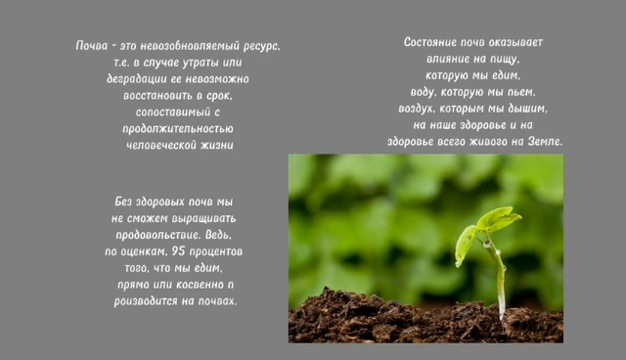 Почва - это невозобновляемый ресурс,
т.е. в случае утраты или
деградации ее невозможно
восстановить в срок,
сопоставимый с
продолжительностью
человеческой жизни
Состояние почв оказывает
влияние на пищу,
которую мы едим,
воду, которую мы пьем,
воздух, которым мы дышим,
на наше здоровье и на
здоровье всего живого на Земле.
Без здоровых почв мы
не сможем выращивать
продовольствие. Ведь,
по оценкам, 95 процентов
того, что мы едим,
прямо или косвенно п
роизводится на почвах.